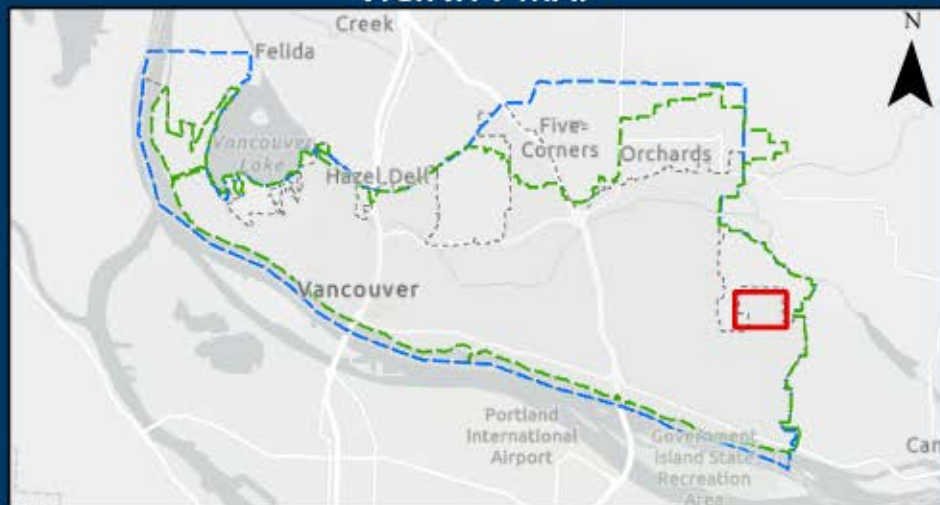 N
Creek
Felida
Vancouver
Lake
Five
Corners
Orchards
Hazel Dell
Vancouver
Portland
International
Airport
Government
Island State
Recreation
Area